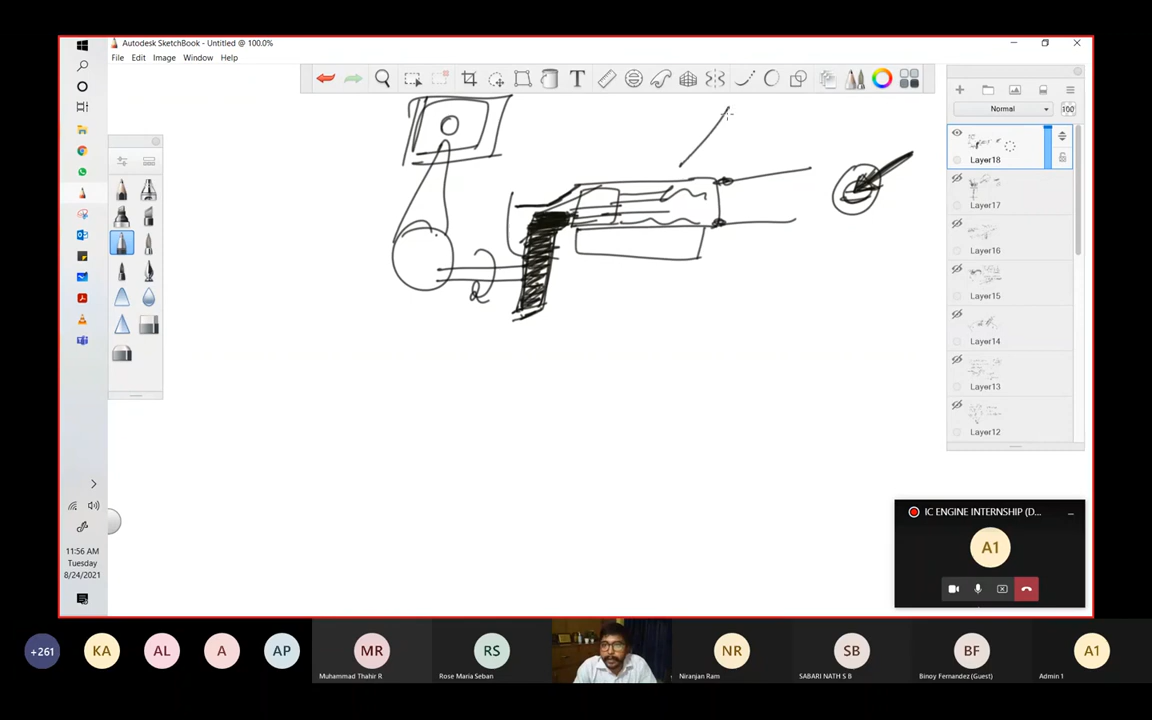 Autodesk SketchBook - Untitled @ 100.0%
File Edit Image Window Help
Normal 100
Layer18
Layer17
Layer16
Layer15
Layer14
Layer13
Layer12
11:56 AM
Tuesday
8/24/2021
IC ENGINE INTERNSHIP (D...
A1
+261 KA AL A AP MR RS NR SB BF A1
Muhammad Thahir R Rose Maria Seban Niranjan Ram SABARI NATH S B Binoy Fernandez (Guest) Admin 1